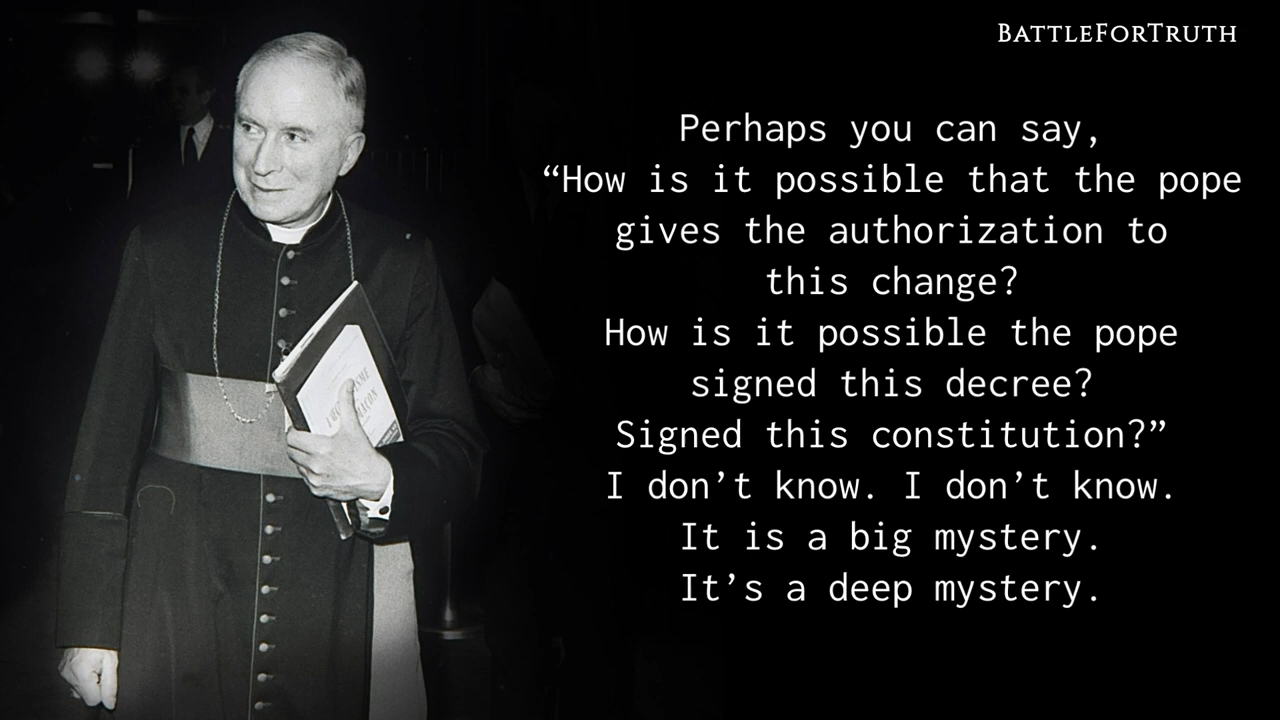 BATTLEFORTRUTH
Perhaps you can say,
“How is it possible that the pope
gives the authorization to
this change?
How is it possible the pope
signed this decree?
Signed this constitution?”
I don’t know. I don’t know.
It is a big mystery.
It’s a deep mystery.